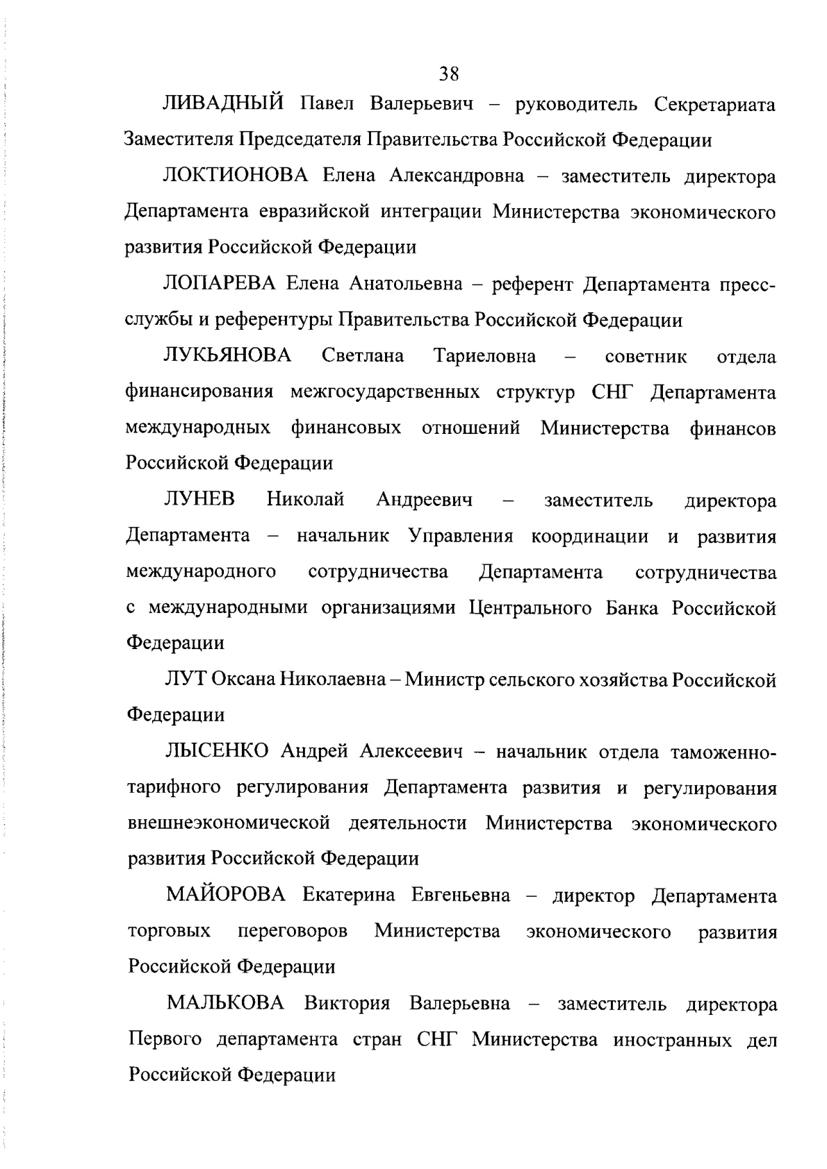 38
ЛИВАДНЫЙ Павел Валерьевич – руководитель Секретариата
Заместителя Председателя Правительства Российской Федерации
ЛОКТИОНОВА Елена Александровна – заместитель директора
Департамента евразийской интеграции Министерства экономического
развития Российской Федерации
ЛОПАРЕВА Елена Анатольевна – референт Департамента пресс-
службы и референтуры Правительства Российской Федерации
ЛУКЬЯНОВА Светлана Тариеловна – советник отдела
финансирования межгосударственных структур СНГ Департамента
международных финансовых отношений Министерства финансов
Российской Федерации
ЛУНЕВ Николай Андреевич – заместитель директора
Департамента – начальник Управления координации и развития
международного сотрудничества Департамента сотрудничества
с международными организациями Центрального Банка Российской
Федерации
ЛУТ Оксана Николаевна – Министр сельского хозяйства Российской
Федерации
ЛЫСЕНКО Андрей Алексеевич – начальник отдела таможенно-
тарифного регулирования Департамента развития и регулирования
внешнеэкономической деятельности Министерства экономического
развития Российской Федерации
МАЙОРОВА Екатерина Евгеньевна – директор Департамента
торговых переговоров Министерства экономического развития
Российской Федерации
МАЛЬКОВА Виктория Валерьевна – заместитель директора
Первого департамента стран СНГ Министерства иностранных дел
Российской Федерации